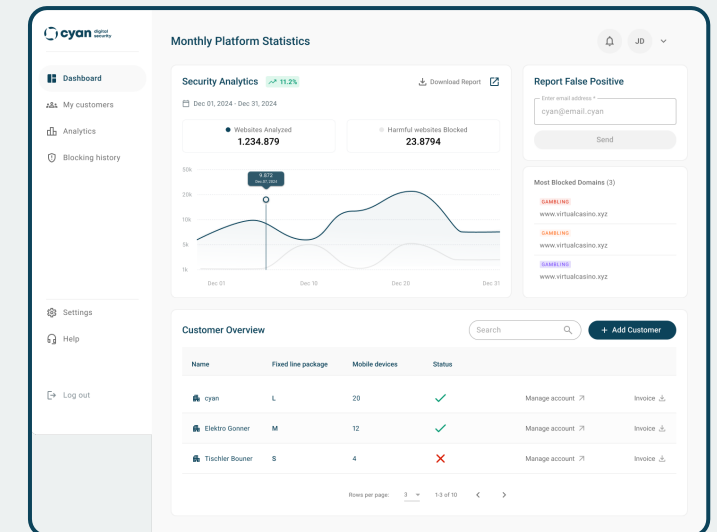 cyan digital security
Dashboard
My customers
Analytics
Blocking history
Settings
Help
Log out
Monthly Platform Statistics
JD
Security Analytics
11.2%
Download Report
Dec 01, 2024 - Dec 31, 2024
Websites Analyzed
1.234.879
Harmful websites Blocked
23.8794
50k
20k
10k
5k
1k
9.872
Dec 07, 2024
Dec 01
Dec 10
Dec 20
Dec 31
Report False Positive
Enter email address *
cyan@email.cyan
Send
Most Blocked Domains (3)
GAMBLING
www.virtualcasino.xyz
GAMBLING
www.virtualcasino.xyz
GAMBLING
www.virtualcasino.xyz
Customer Overview
Search
+ Add Customer
Name Fixed line package Mobile devices Status
cyan L 20 Manage account Invoice
Elektro Gonner M 12 Manage account Invoice
Tischler Bouner S 4 Manage account Invoice
Rows per page: 3 1-3 of 10